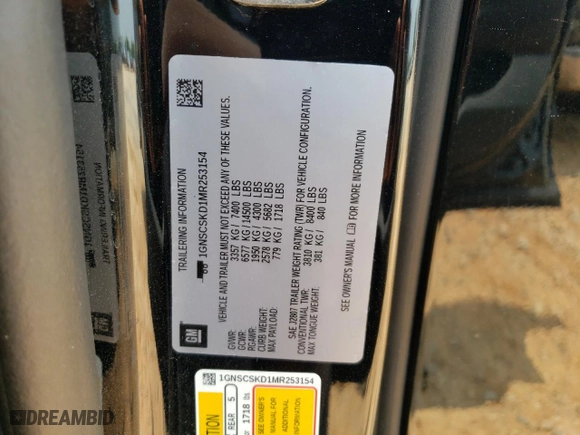 GM
TRAILERING INFORMATION
1GNSCSKD1MR253154
VEHICLE AND TRAILER MUST NOT EXCEED ANY OF THESE VALUES.
GVWR: 3357 KG / 7400 LBS
GCWR: 6577 KG / 14500 LBS
RGAWR: 1950 KG / 4300 LBS
CURB WEIGHT: 2578 KG / 5682 LBS
MAX PAYLOAD: 779 KG / 1718 LBS
SAE J2807 TRAILER WEIGHT RATING (TWR) FOR VEHICLE CONFIGURATION.
CONVENTIONAL TWR: 3810 KG / 8400 LBS
MAX TONGUE WEIGHT: 381 KG / 840 LBS
SEE OWNER'S MANUAL FOR MORE INFORMATION.
1GNSCSKD1MR253154
REAR 5
1718 lbs.
SEE OWNER'S
MANUAL FOR
ADDITIONAL
INFORMATION
DREAMBID